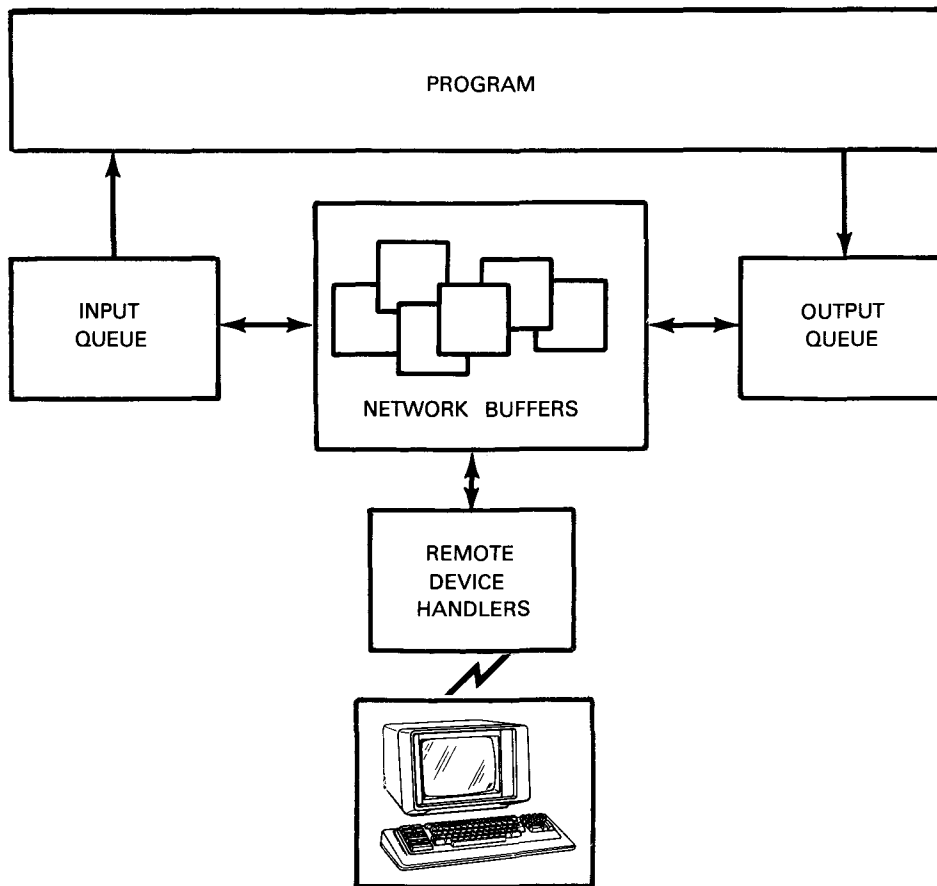 PROGRAM
INPUT
QUEUE
OUTPUT
QUEUE
NETWORK BUFFERS
REMOTE
DEVICE
HANDLERS